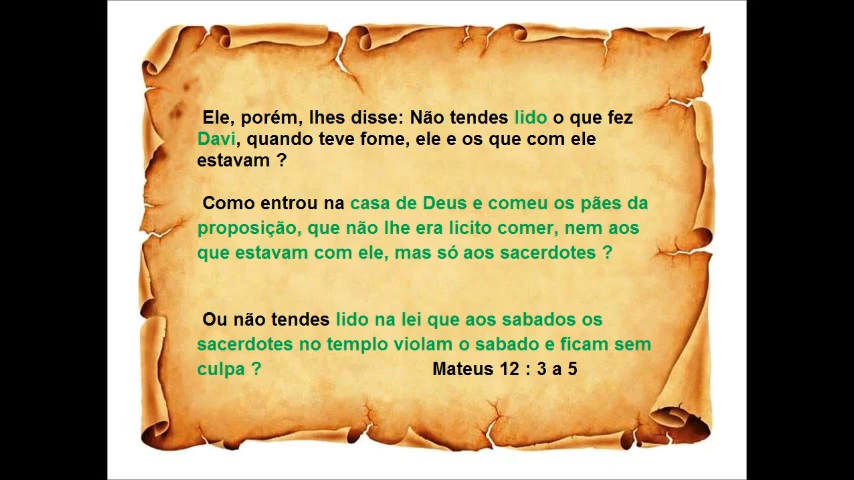 Ele, porém, lhes disse: Não tendes lido o que fez
Davi, quando teve fome, ele e os que com ele
estavam ?
Como entrou na casa de Deus e comeu os pães da
proposição, que não lhe era licito comer, nem aos
que estavam com ele, mas só aos sacerdotes ?
Ou não tendes lido na lei que aos sabados os
sacerdotes no templo violam o sabado e ficam sem
culpa ? Mateus 12 : 3 a 5